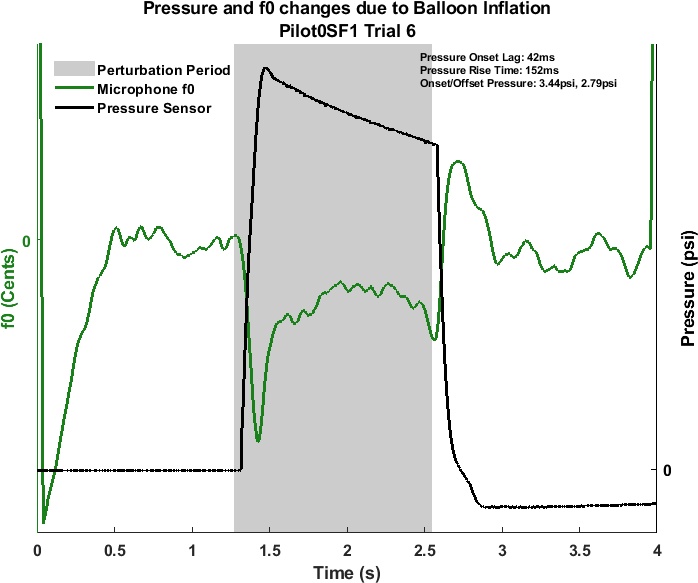 Pressure and f0 changes due to Balloon Inflation
Pilot0SF1 Trial 6
Perturbation Period
Microphone f0
Pressure Sensor
Pressure Onset Lag: 42ms
Pressure Rise Time: 152ms
Onset/Offset Pressure: 3.44psi, 2.79psi
0
f0 (Cents)
Pressure (psi)
0
0 0.5 1 1.5 2 2.5 3 3.5 4
Time (s)